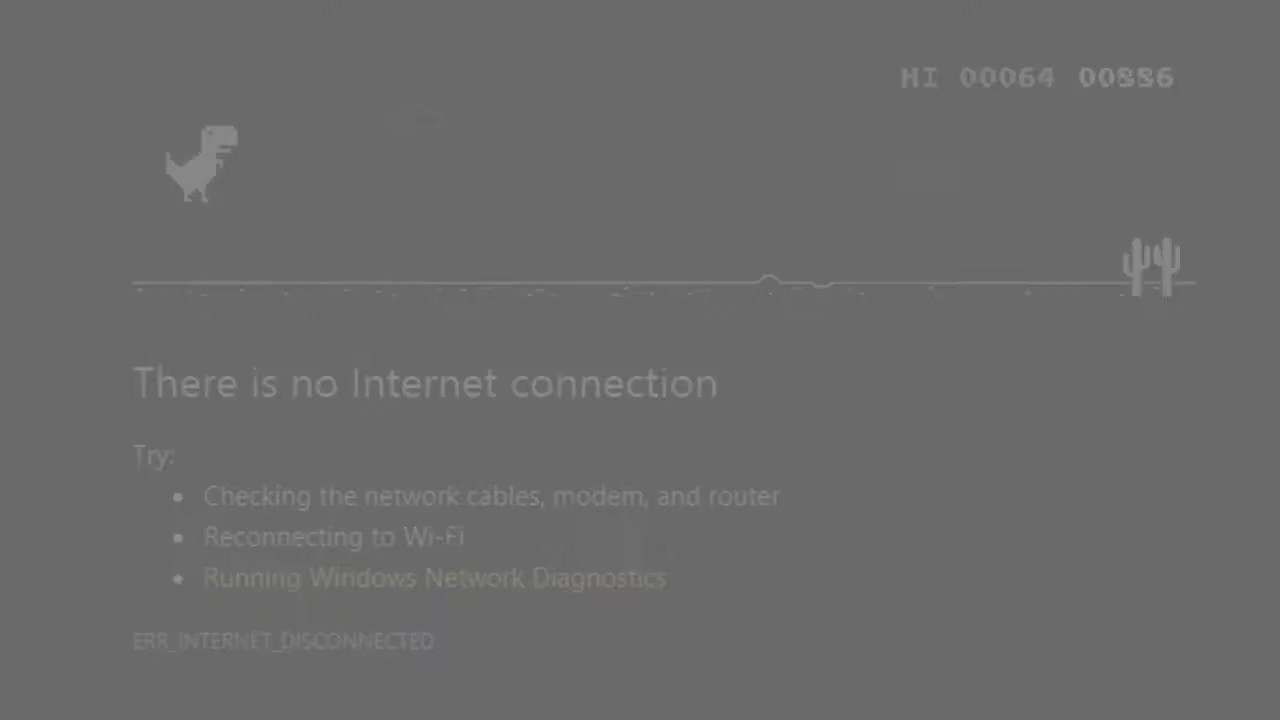 HI 00064 00886
There is no Internet connection
Try:
• Checking the network cables, modem, and router
• Reconnecting to Wi-Fi
• Running Windows Network Diagnostics
ERR_INTERNET_DISCONNECTED